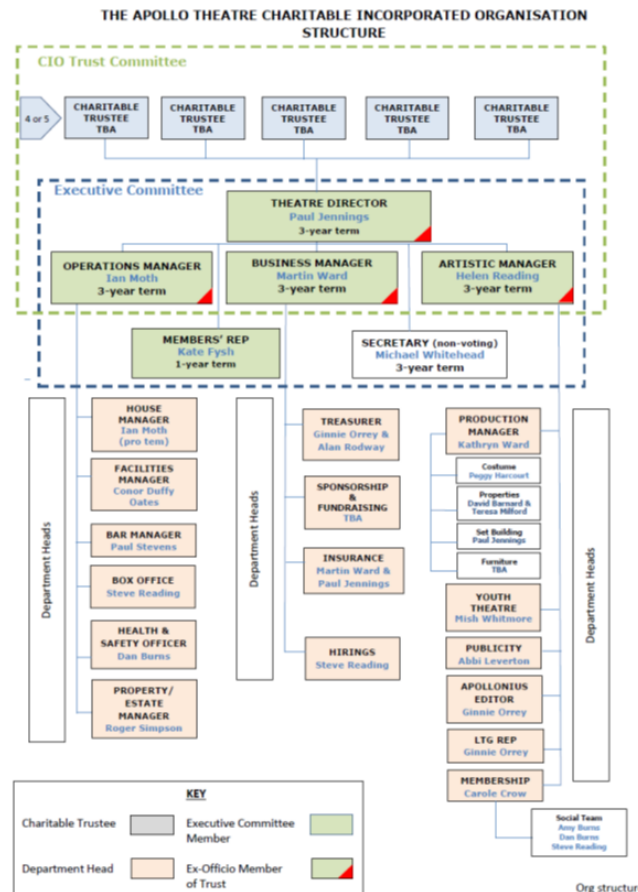 THE APOLLO THEATRE CHARITABLE INCORPORATED ORGANISATION
STRUCTURE
CIO Trust Committee
4 or 5
CHARITABLE
TRUSTEE
TBA
CHARITABLE
TRUSTEE
TBA
CHARITABLE
TRUSTEE
TBA
CHARITABLE
TRUSTEE
TBA
CHARITABLE
TRUSTEE
TBA
Executive Committee
THEATRE DIRECTOR
Paul Jennings
3-year term
OPERATIONS MANAGER
Ian Moth
3-year term
BUSINESS MANAGER
Martin Ward
3-year term
ARTISTIC MANAGER
Helen Reading
3-year term
MEMBERS' REP
Kate Fysh
1-year term
SECRETARY (non-voting)
Michael Whitehead
3-year term
Department Heads
HOUSE
MANAGER
Ian Moth
(pro tem)
FACILITIES
MANAGER
Conor Duffy
Oates
BAR MANAGER
Paul Stevens
BOX OFFICE
Steve Reading
HEALTH &
SAFETY OFFICER
Dan Burns
PROPERTY/
ESTATE
MANAGER
Roger Simpson
Department Heads
TREASURER
Ginnie Orrey &
Alan Rodway
SPONSORSHIP
&
FUNDRAISING
TBA
INSURANCE
Martin Ward &
Paul Jennings
HIRINGS
Steve Reading
PRODUCTION
MANAGER
Kathryn Ward
Costume
Peggy Harcourt
Properties
David Barnard &
Teresa Milford
Set Building
Paul Jennings
Furniture
TBA
YOUTH
THEATRE
Mish Whitmore
PUBLICITY
Abbi Leverton
APOLLONIUS
EDITOR
Ginnie Orrey
LTG REP
Ginnie Orrey
MEMBERSHIP
Carole Crow
Social Team
Amy Burns
Dan Burns
Steve Reading
Department Heads
KEY
Charitable Trustee
Executive Committee
Member
Department Head
Ex-Officio Member
of Trust
Org structur